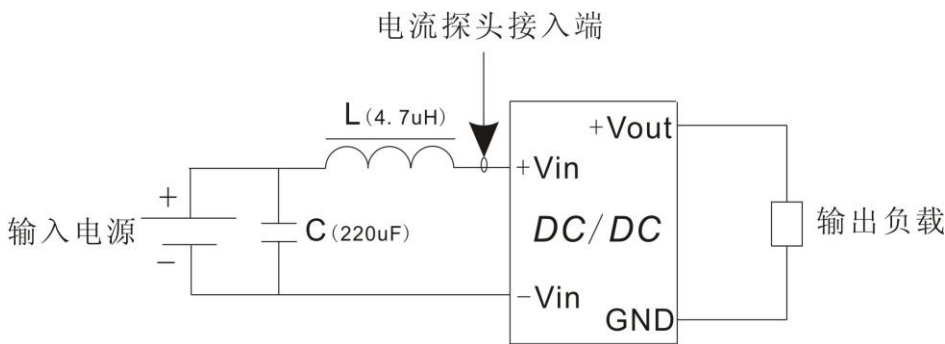 电流探头接入端
L(4.7uH)
+Vout
+Vin
+
输入电源
C(220uF)
DC/DC
输出负载
−
−Vin
GND